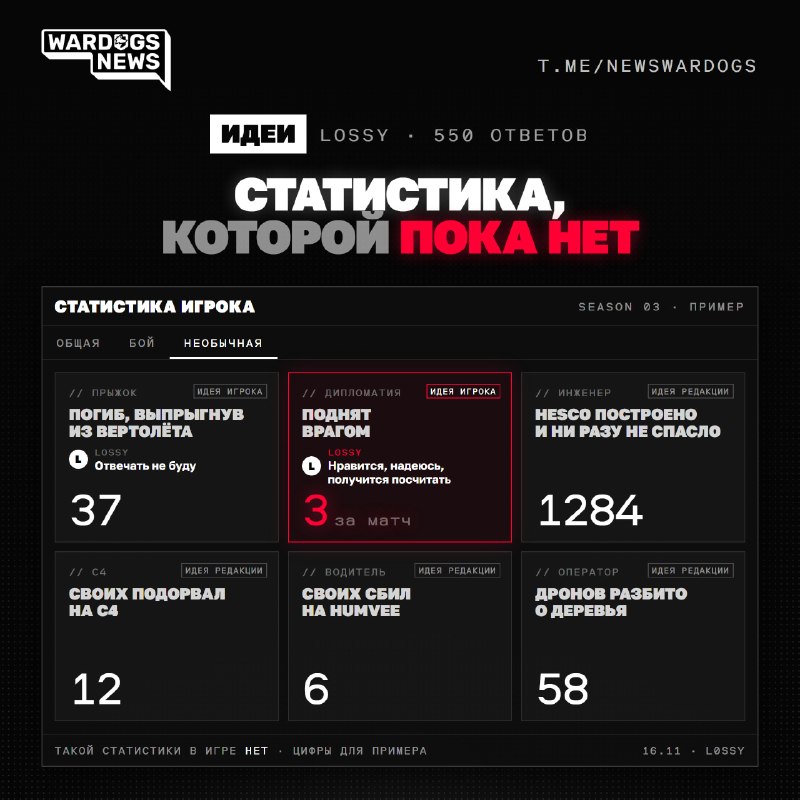 WARDOGS
NEWS
T.ME/NEWSWARDOGS
ИДЕИ LOSSY · 550 ОТВЕТОВ
СТАТИСТИКА,
КОТОРОЙ ПОКА НЕТ
СТАТИСТИКА ИГРОКА
SEASON 03 · ПРИМЕР
ОБЩАЯ БОЙ НЕОБЫЧНАЯ
// ПРЫЖОК ИДЕЯ ИГРОКА
ПОГИБ, ВЫПРЫГНУВ
ИЗ ВЕРТОЛЁТА
L LOSSY
Отвечать не буду
37
// ДИПЛОМАТИЯ ИДЕЯ ИГРОКА
ПОДНЯТ
ВРАГОМ
L LOSSY
Нравится, надеюсь,
получится посчитать
3 за матч
// ИНЖЕНЕР ИДЕЯ РЕДАКЦИИ
HESCO ПОСТРОЕНО
И НИ РАЗУ НЕ СПАСЛО
1284
// C4 ИДЕЯ РЕДАКЦИИ
СВОИХ ПОДОРВАЛ
НА C4
12
// ВОДИТЕЛЬ ИДЕЯ РЕДАКЦИИ
СВОИХ СБИЛ
НА HUMVEE
6
// ОПЕРАТОР ИДЕЯ РЕДАКЦИИ
ДРОНОВ РАЗБИТО
О ДЕРЕВЬЯ
58
ТАКОЙ СТАТИСТИКИ В ИГРЕ НЕТ · ЦИФРЫ ДЛЯ ПРИМЕРА
16.11 · L0SSY